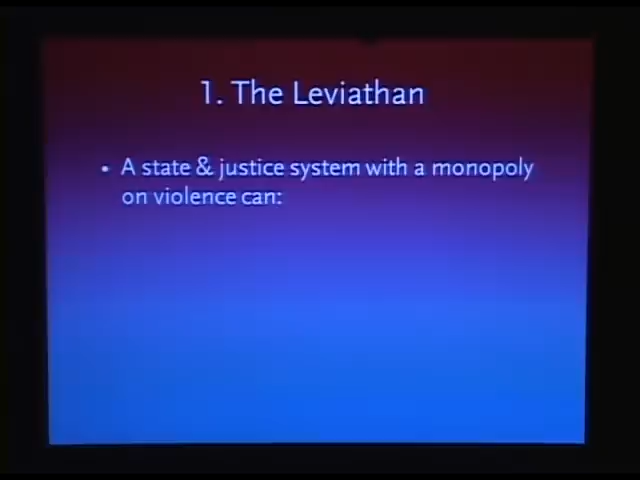 1. The Leviathan
• A state & justice system with a monopoly
on violence can: